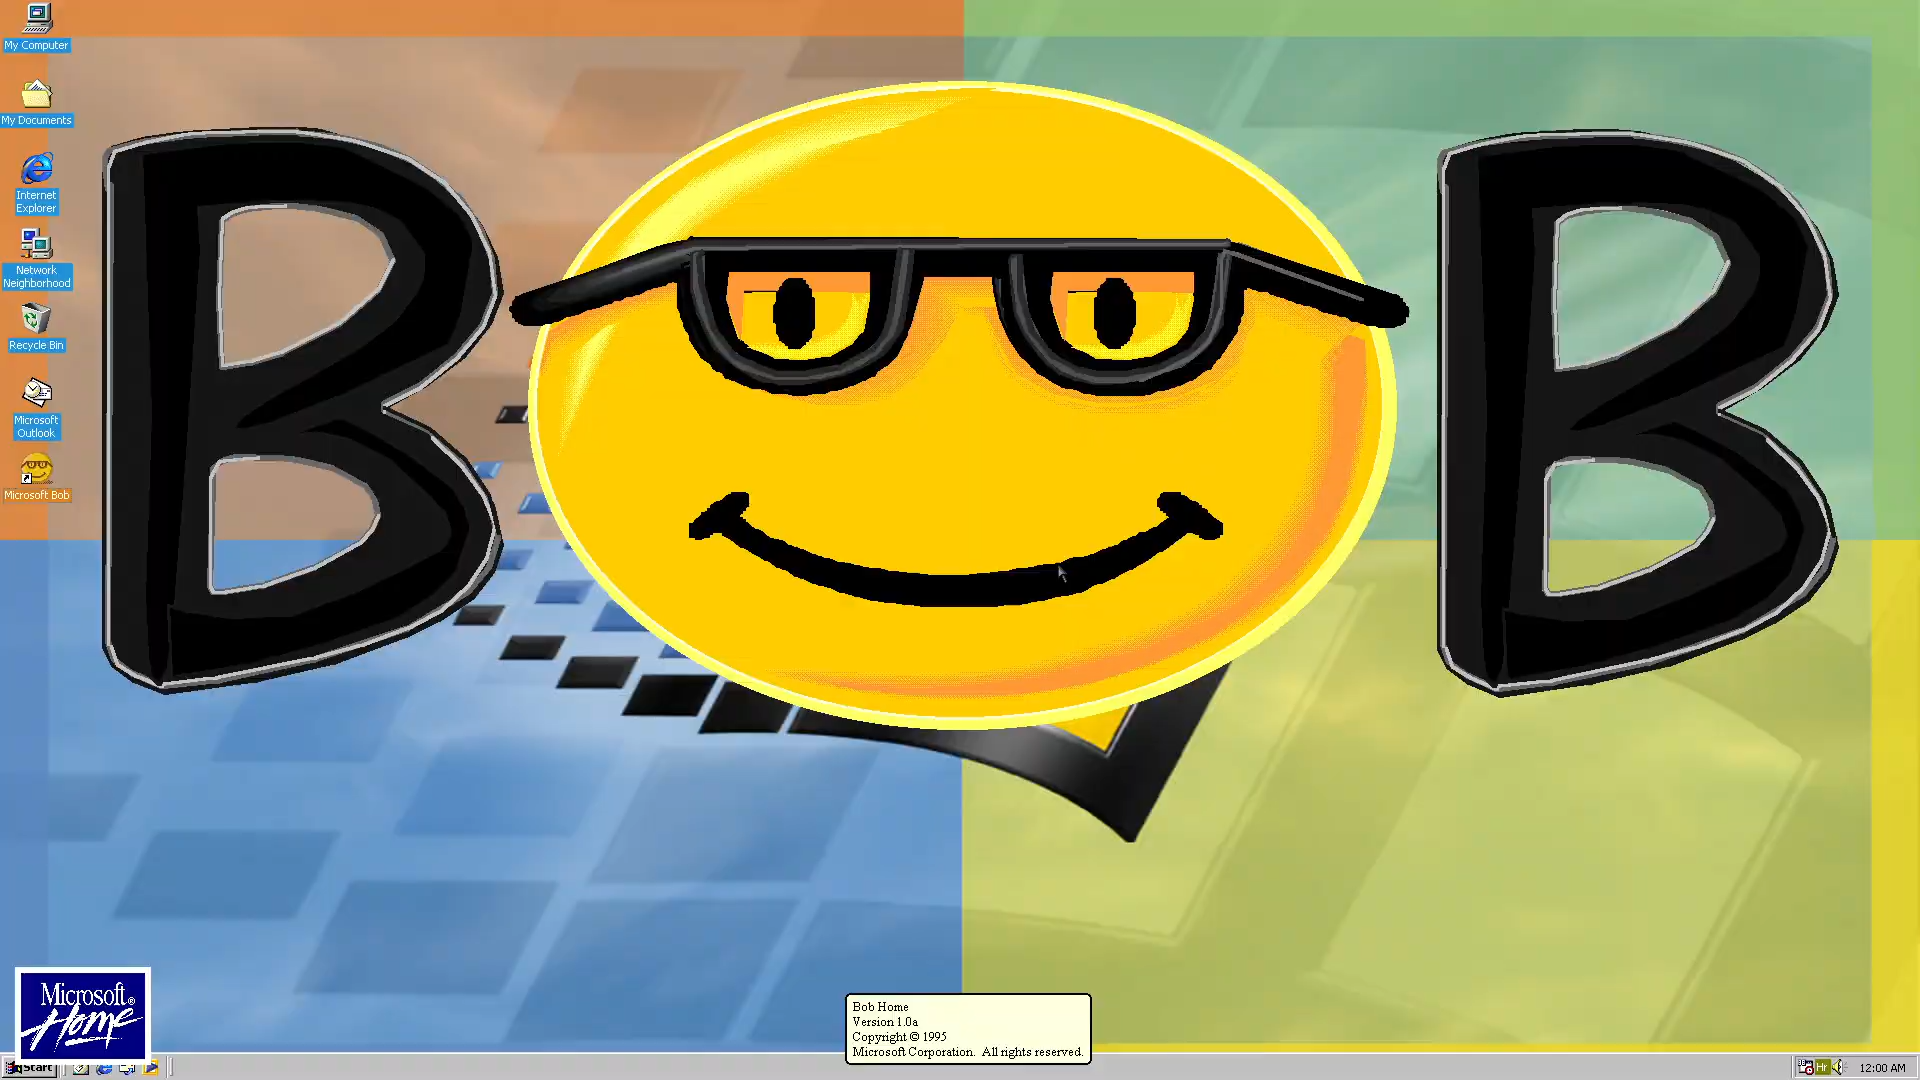 My Computer
My Documents
Internet
Explorer
Network
Neighborhood
Recycle Bin
Microsoft
Outlook
Microsoft Bob
B B
Microsoft®
Home
Bob Home
Version 1.0a
Copyright © 1995
Microsoft Corporation. All rights reserved.
Start
Hr
12:00 AM